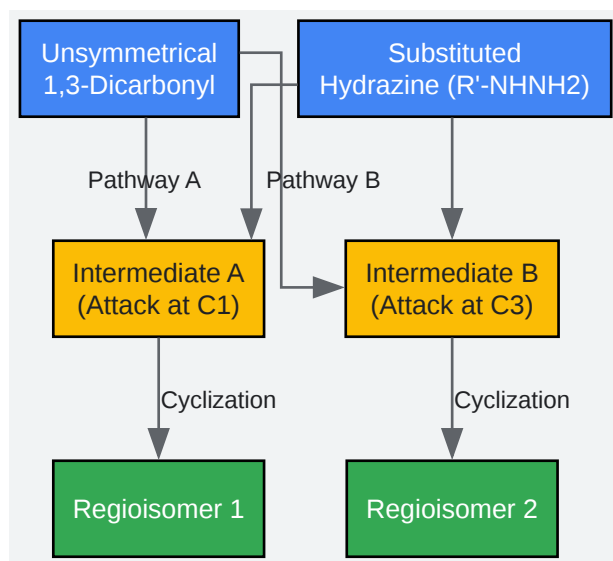 Unsymmetrical
1,3-Dicarbonyl
Substituted
Hydrazine (R'-NHNH2)
Pathway A
Pathway B
Intermediate A
(Attack at C1)
Intermediate B
(Attack at C3)
Cyclization
Cyclization
Regioisomer 1
Regioisomer 2